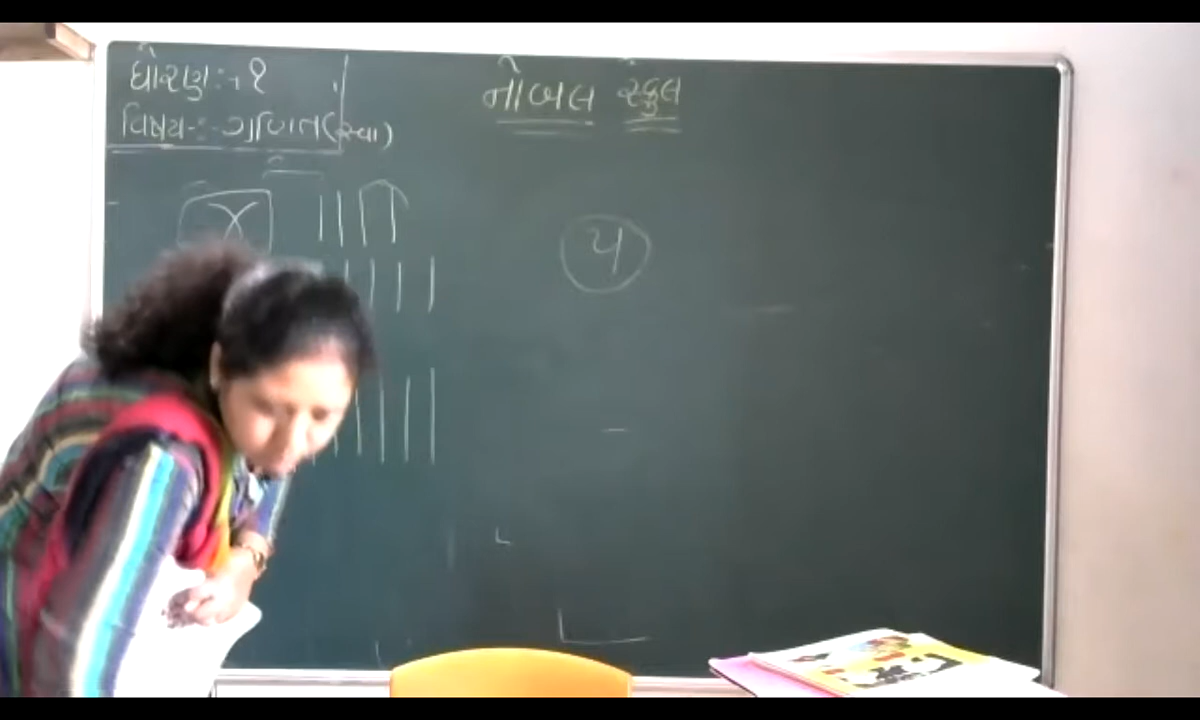 ધોરણ :- ૧
નોબલ સ્કુલ
વિષય :- ગણિત (સ્વા)
૫